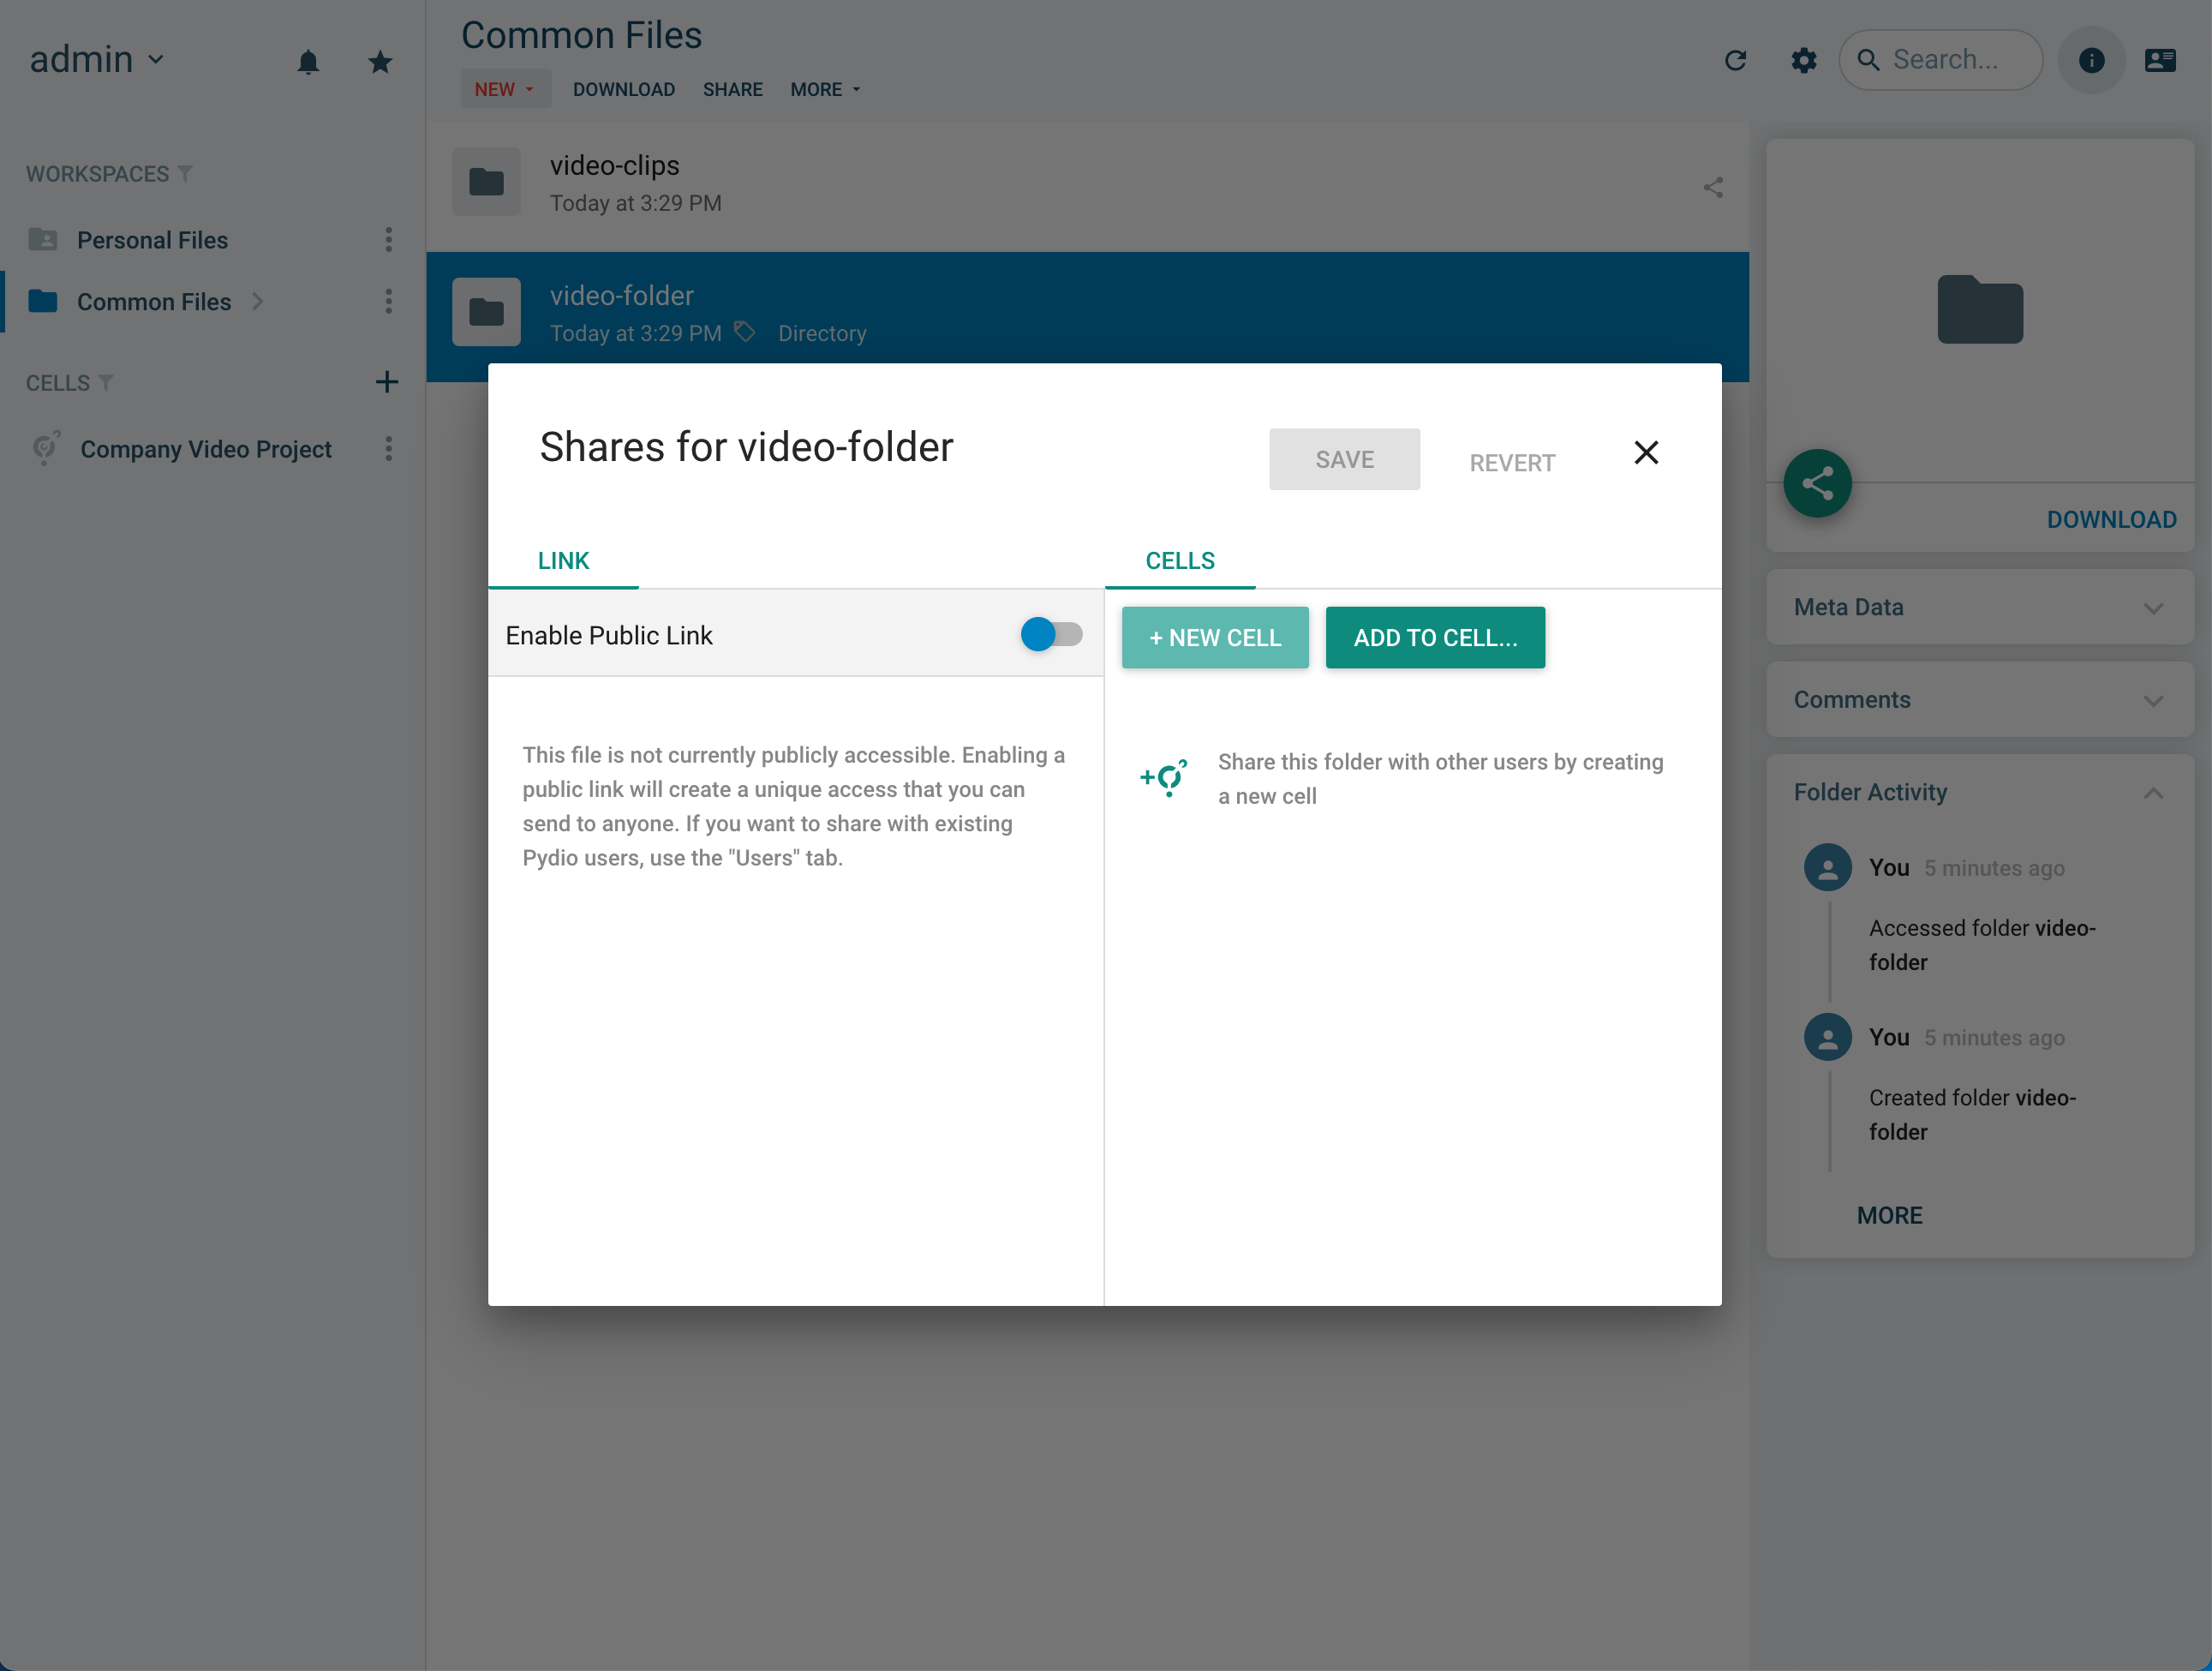 admin
Common Files
NEW DOWNLOAD SHARE MORE
Search...
WORKSPACES
Personal Files
Common Files
CELLS
Company Video Project
video-clips
Today at 3:29 PM
video-folder
Today at 3:29 PM Directory
Shares for video-folder
SAVE REVERT
LINK
Enable Public Link
This file is not currently publicly accessible. Enabling a
public link will create a unique access that you can
send to anyone. If you want to share with existing
Pydio users, use the "Users" tab.
CELLS
+ NEW CELL ADD TO CELL...
Share this folder with other users by creating
a new cell
DOWNLOAD
Meta Data
Comments
Folder Activity
You 5 minutes ago
Accessed folder video-
folder
You 5 minutes ago
Created folder video-
folder
MORE